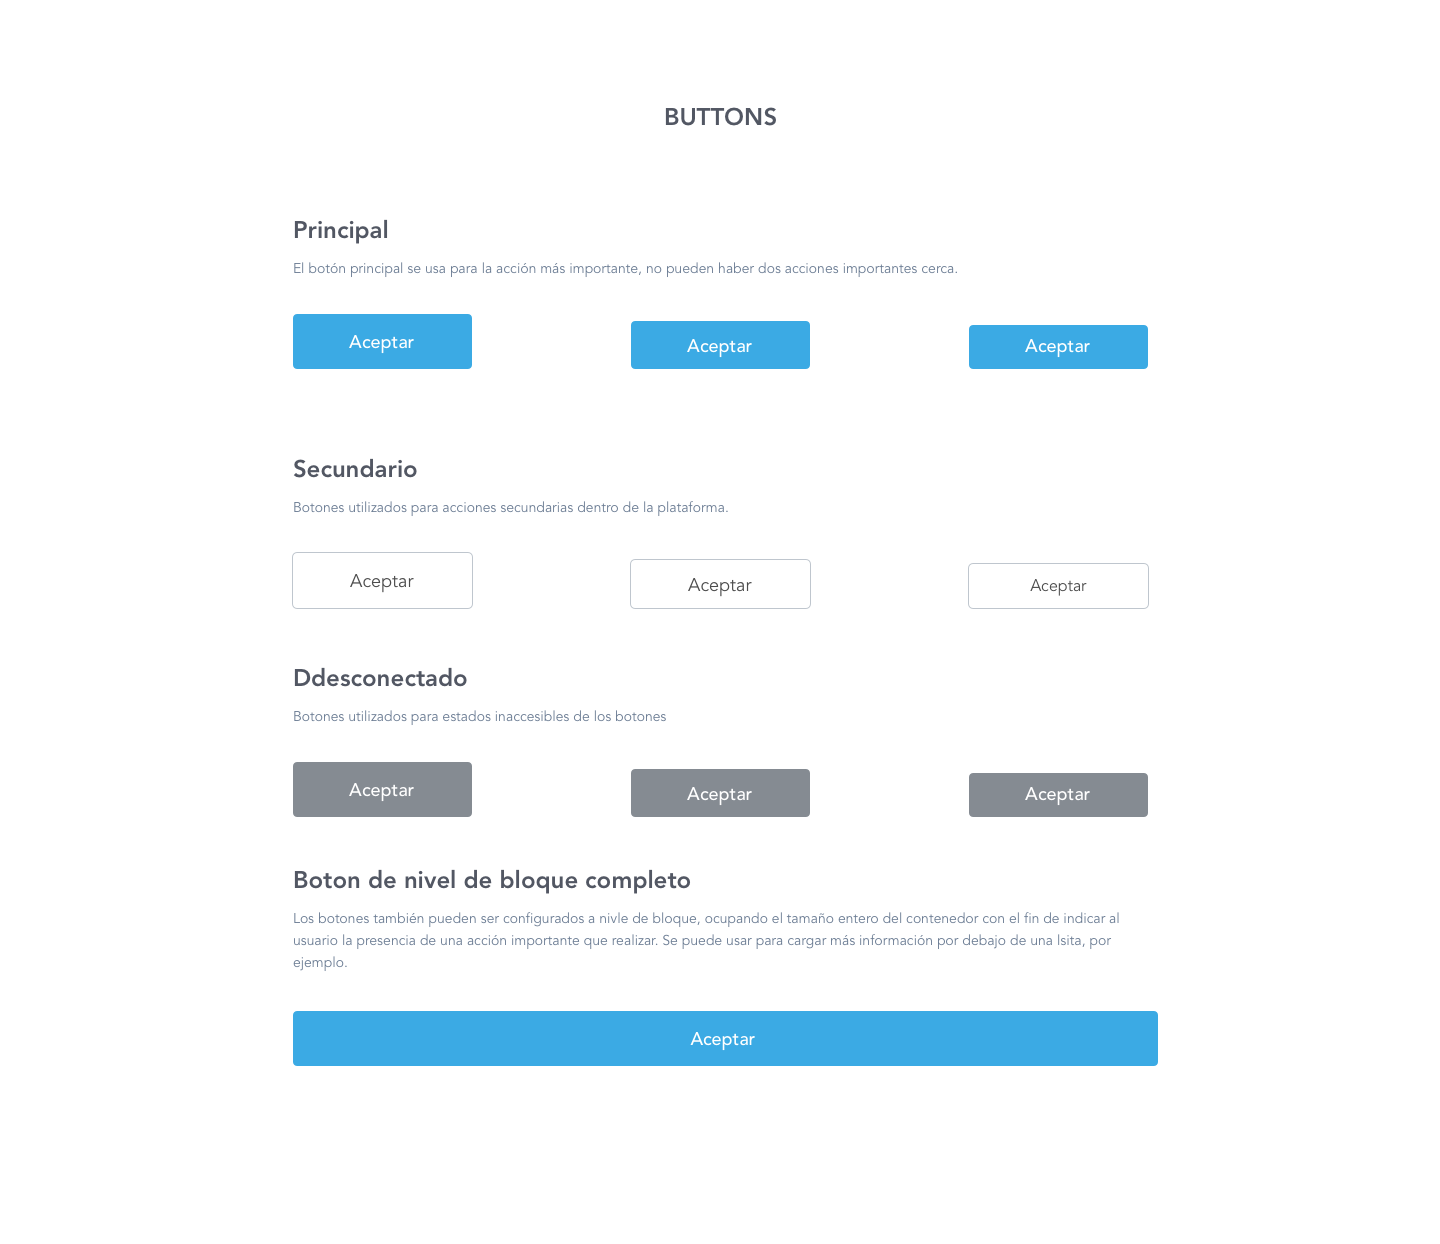 BUTTONS
Principal
El botón principal se usa para la acción más importante, no pueden haber dos acciones importantes cerca.
Aceptar
Aceptar
Aceptar
Secundario
Botones utilizados para acciones secundarias dentro de la plataforma.
Aceptar
Aceptar
Aceptar
Ddesconectado
Botones utilizados para estados inaccesibles de los botones
Aceptar
Aceptar
Aceptar
Boton de nivel de bloque completo
Los botones también pueden ser configurados a nivle de bloque, ocupando el tamaño entero del contenedor con el fin de indicar al
usuario la presencia de una acción importante que realizar. Se puede usar para cargar más información por debajo de una lsita, por
ejemplo.
Aceptar